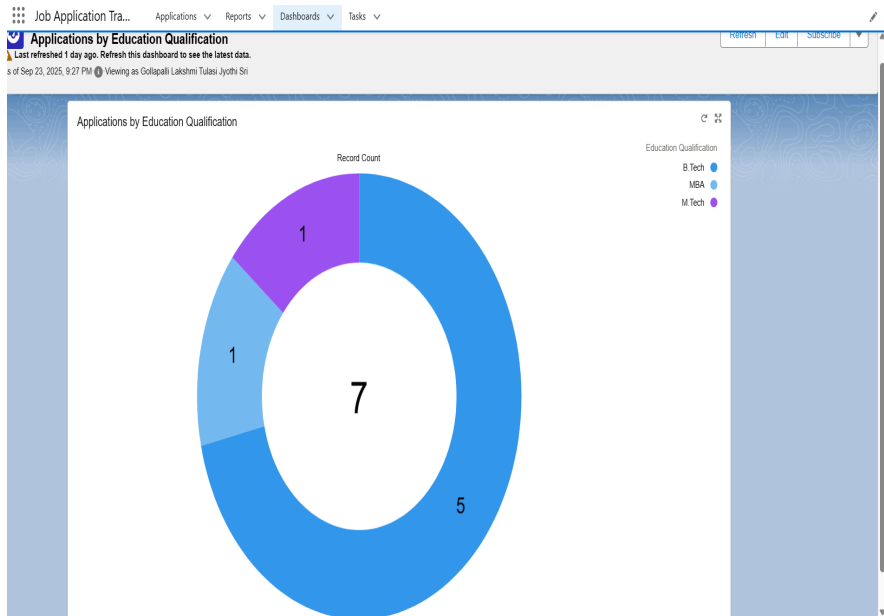 Job Application Tra...
Applications
Reports
Dashboards
Tasks
Applications by Education Qualification
Refresh
Edit
Subscribe
Last refreshed 1 day ago. Refresh this dashboard to see the latest data.
s of Sep 23, 2025, 9:27 PM Viewing as Gollapalli Lakshmi Tulasi Jyothi Sri
Applications by Education Qualification
Record Count
Education Qualification
B.Tech
MBA
M.Tech
1
1
7
5